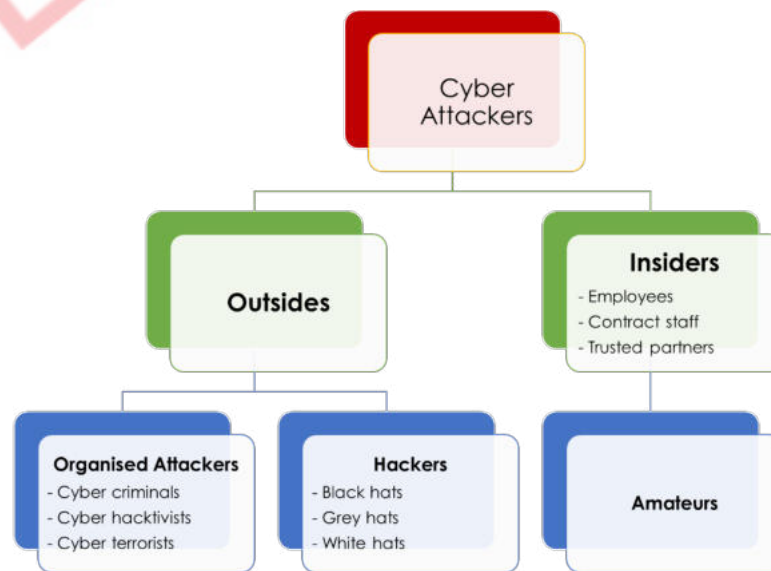 Cyber
Attackers
Outsides
Insiders
- Employees
- Contract staff
- Trusted partners
Organised Attackers
- Cyber criminals
- Cyber hacktivists
- Cyber terrorists
Hackers
- Black hats
- Grey hats
- White hats
Amateurs